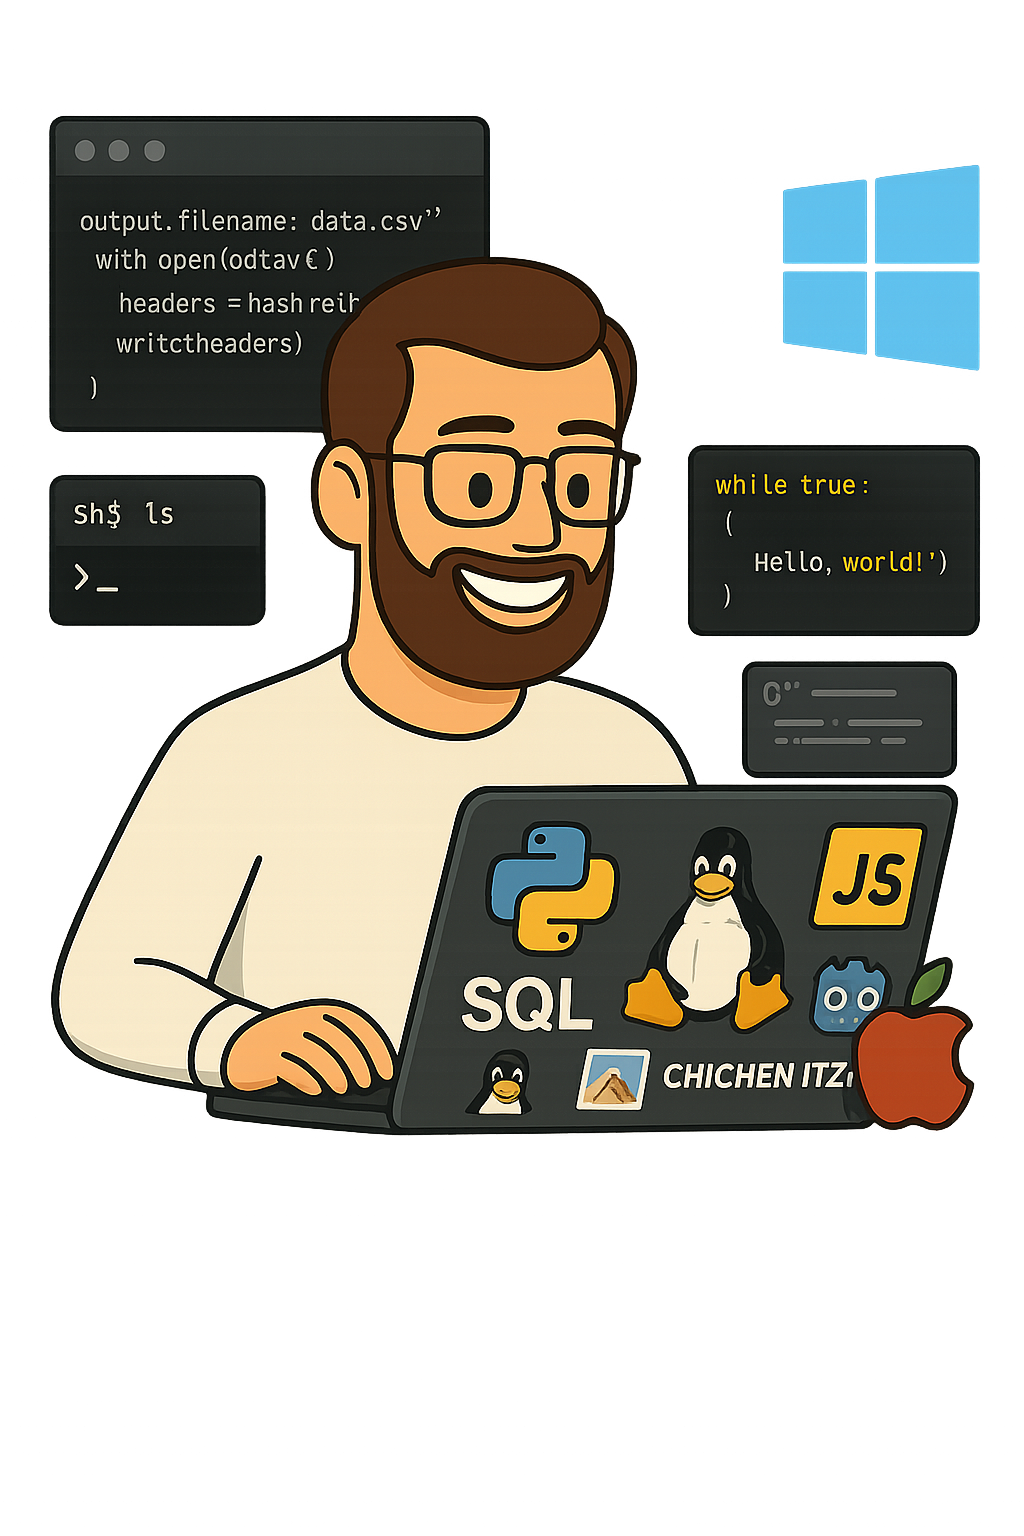 output.filename: data.csv”
with open(odtav€)
headers = hash reih
writctheaders)
)
Sh$ ls
>_
while true:
(
Hello, world!')
)
C"
JS
SQL
CHICHEN ITZ